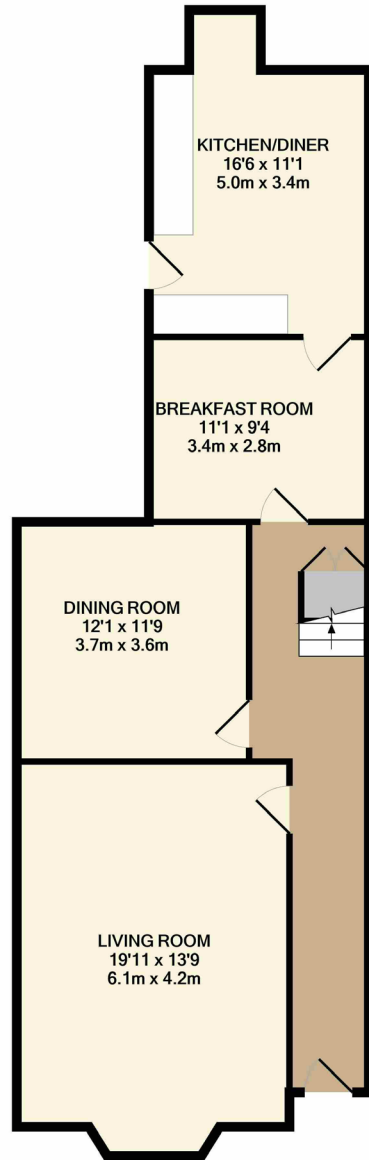 KITCHEN/DINER
16'6 x 11'1
5.0m x 3.4m
BREAKFAST ROOM
11'1 x 9'4
3.4m x 2.8m
DINING ROOM
12'1 x 11'9
3.7m x 3.6m
LIVING ROOM
19'11 x 13'9
6.1m x 4.2m